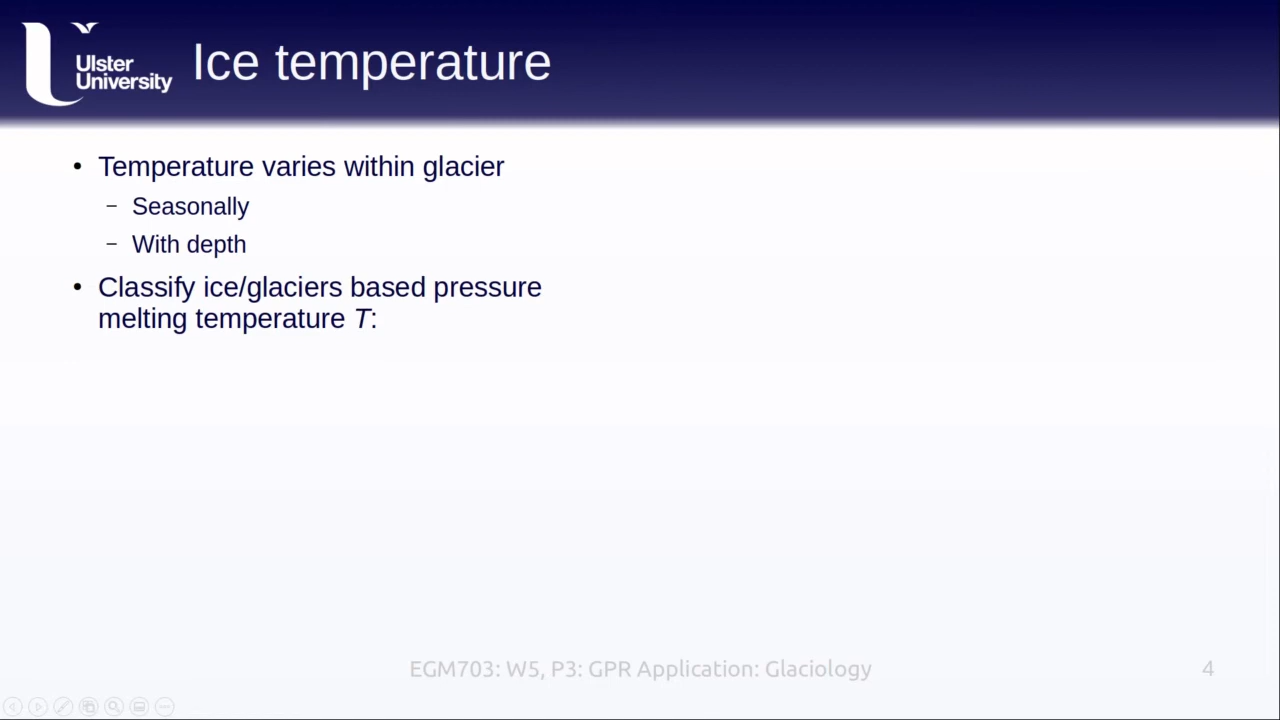 Ulster
University
Ice temperature
• Temperature varies within glacier
– Seasonally
– With depth
• Classify ice/glaciers based pressure
melting temperature T:
EGM703: W5, P3: GPR Application: Glaciology
4